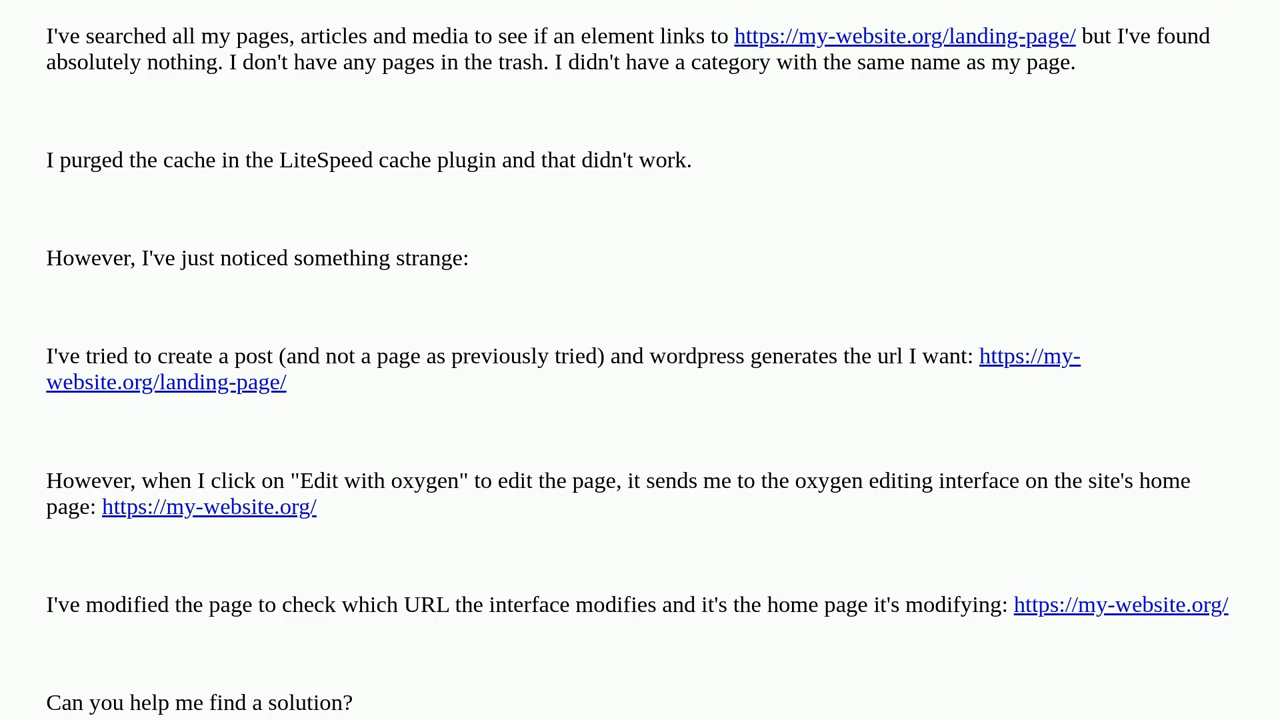 I've searched all my pages, articles and media to see if an element links to https://my-website.org/landing-page/ but I've found
absolutely nothing. I don't have any pages in the trash. I didn't have a category with the same name as my page.
I purged the cache in the LiteSpeed cache plugin and that didn't work.
However, I've just noticed something strange:
I've tried to create a post (and not a page as previously tried) and wordpress generates the url I want: https://my-
website.org/landing-page/
However, when I click on "Edit with oxygen" to edit the page, it sends me to the oxygen editing interface on the site's home
page: https://my-website.org/
I've modified the page to check which URL the interface modifies and it's the home page it's modifying: https://my-website.org/
Can you help me find a solution?